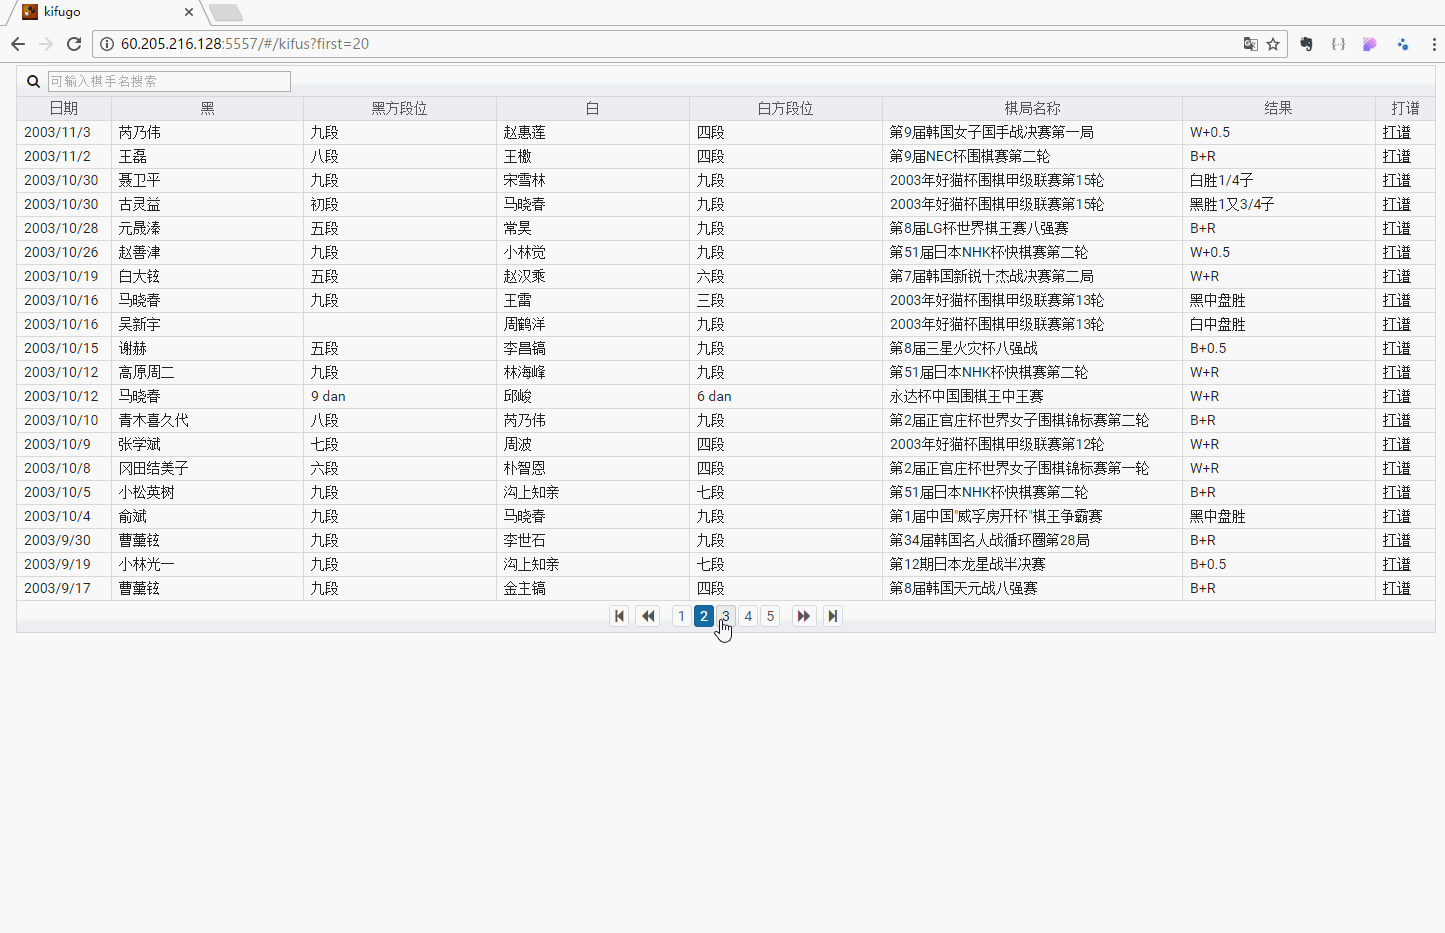 kifugo
60.205.216.128:5557/#/kifus?first=20
可输入棋手名搜索
日期 黑 黑方段位 白 白方段位 棋局名称 结果 打谱
2003/11/3 芮乃伟 九段 赵惠莲 四段 第9届韩国女子国手战决赛第一局 W+0.5 打谱
2003/11/2 王磊 八段 王檄 四段 第9届NEC杯围棋赛第二轮 B+R 打谱
2003/10/30 聂卫平 九段 宋雪林 九段 2003年好猫杯围棋甲级联赛第15轮 白胜1/4子 打谱
2003/10/30 古灵益 初段 马晓春 九段 2003年好猫杯围棋甲级联赛第15轮 黑胜1又3/4子 打谱
2003/10/28 元晟溱 五段 常昊 九段 第8届LG杯世界棋王赛八强赛 B+R 打谱
2003/10/26 赵善津 九段 小林觉 九段 第51届日本NHK杯快棋赛第二轮 W+0.5 打谱
2003/10/19 白大铉 五段 赵汉乘 六段 第7届韩国新锐十杰战决赛第二局 W+R 打谱
2003/10/16 马晓春 九段 王雷 三段 2003年好猫杯围棋甲级联赛第13轮 黑中盘胜 打谱
2003/10/16 吴新宇 周鹤洋 九段 2003年好猫杯围棋甲级联赛第13轮 白中盘胜 打谱
2003/10/15 谢赫 五段 李昌镐 九段 第8届三星火灾杯八强战 B+0.5 打谱
2003/10/12 高原周二 九段 林海峰 九段 第51届日本NHK杯快棋赛第二轮 W+R 打谱
2003/10/12 马晓春 9 dan 邱峻 6 dan 永达杯中国围棋王中王赛 W+R 打谱
2003/10/10 青木喜久代 八段 芮乃伟 九段 第2届正官庄杯世界女子围棋锦标赛第二轮 B+R 打谱
2003/10/9 张学斌 七段 周波 四段 2003年好猫杯围棋甲级联赛第12轮 W+R 打谱
2003/10/8 冈田结美子 六段 朴智恩 四段 第2届正官庄杯世界女子围棋锦标赛第一轮 W+R 打谱
2003/10/5 小松英树 九段 沟上知亲 七段 第51届日本NHK杯快棋赛第二轮 B+R 打谱
2003/10/4 俞斌 九段 马晓春 九段 第1届中国"威孚房开杯"棋王争霸赛 黑中盘胜 打谱
2003/9/30 曹薰铉 九段 李世石 九段 第34届韩国名人战循环圈第28局 B+R 打谱
2003/9/19 小林光一 九段 沟上知亲 七段 第12期日本龙星战半决赛 B+0.5 打谱
2003/9/17 曹薰铉 九段 金主镐 四段 第8届韩国天元战八强赛 B+R 打谱
1 2 3 4 5